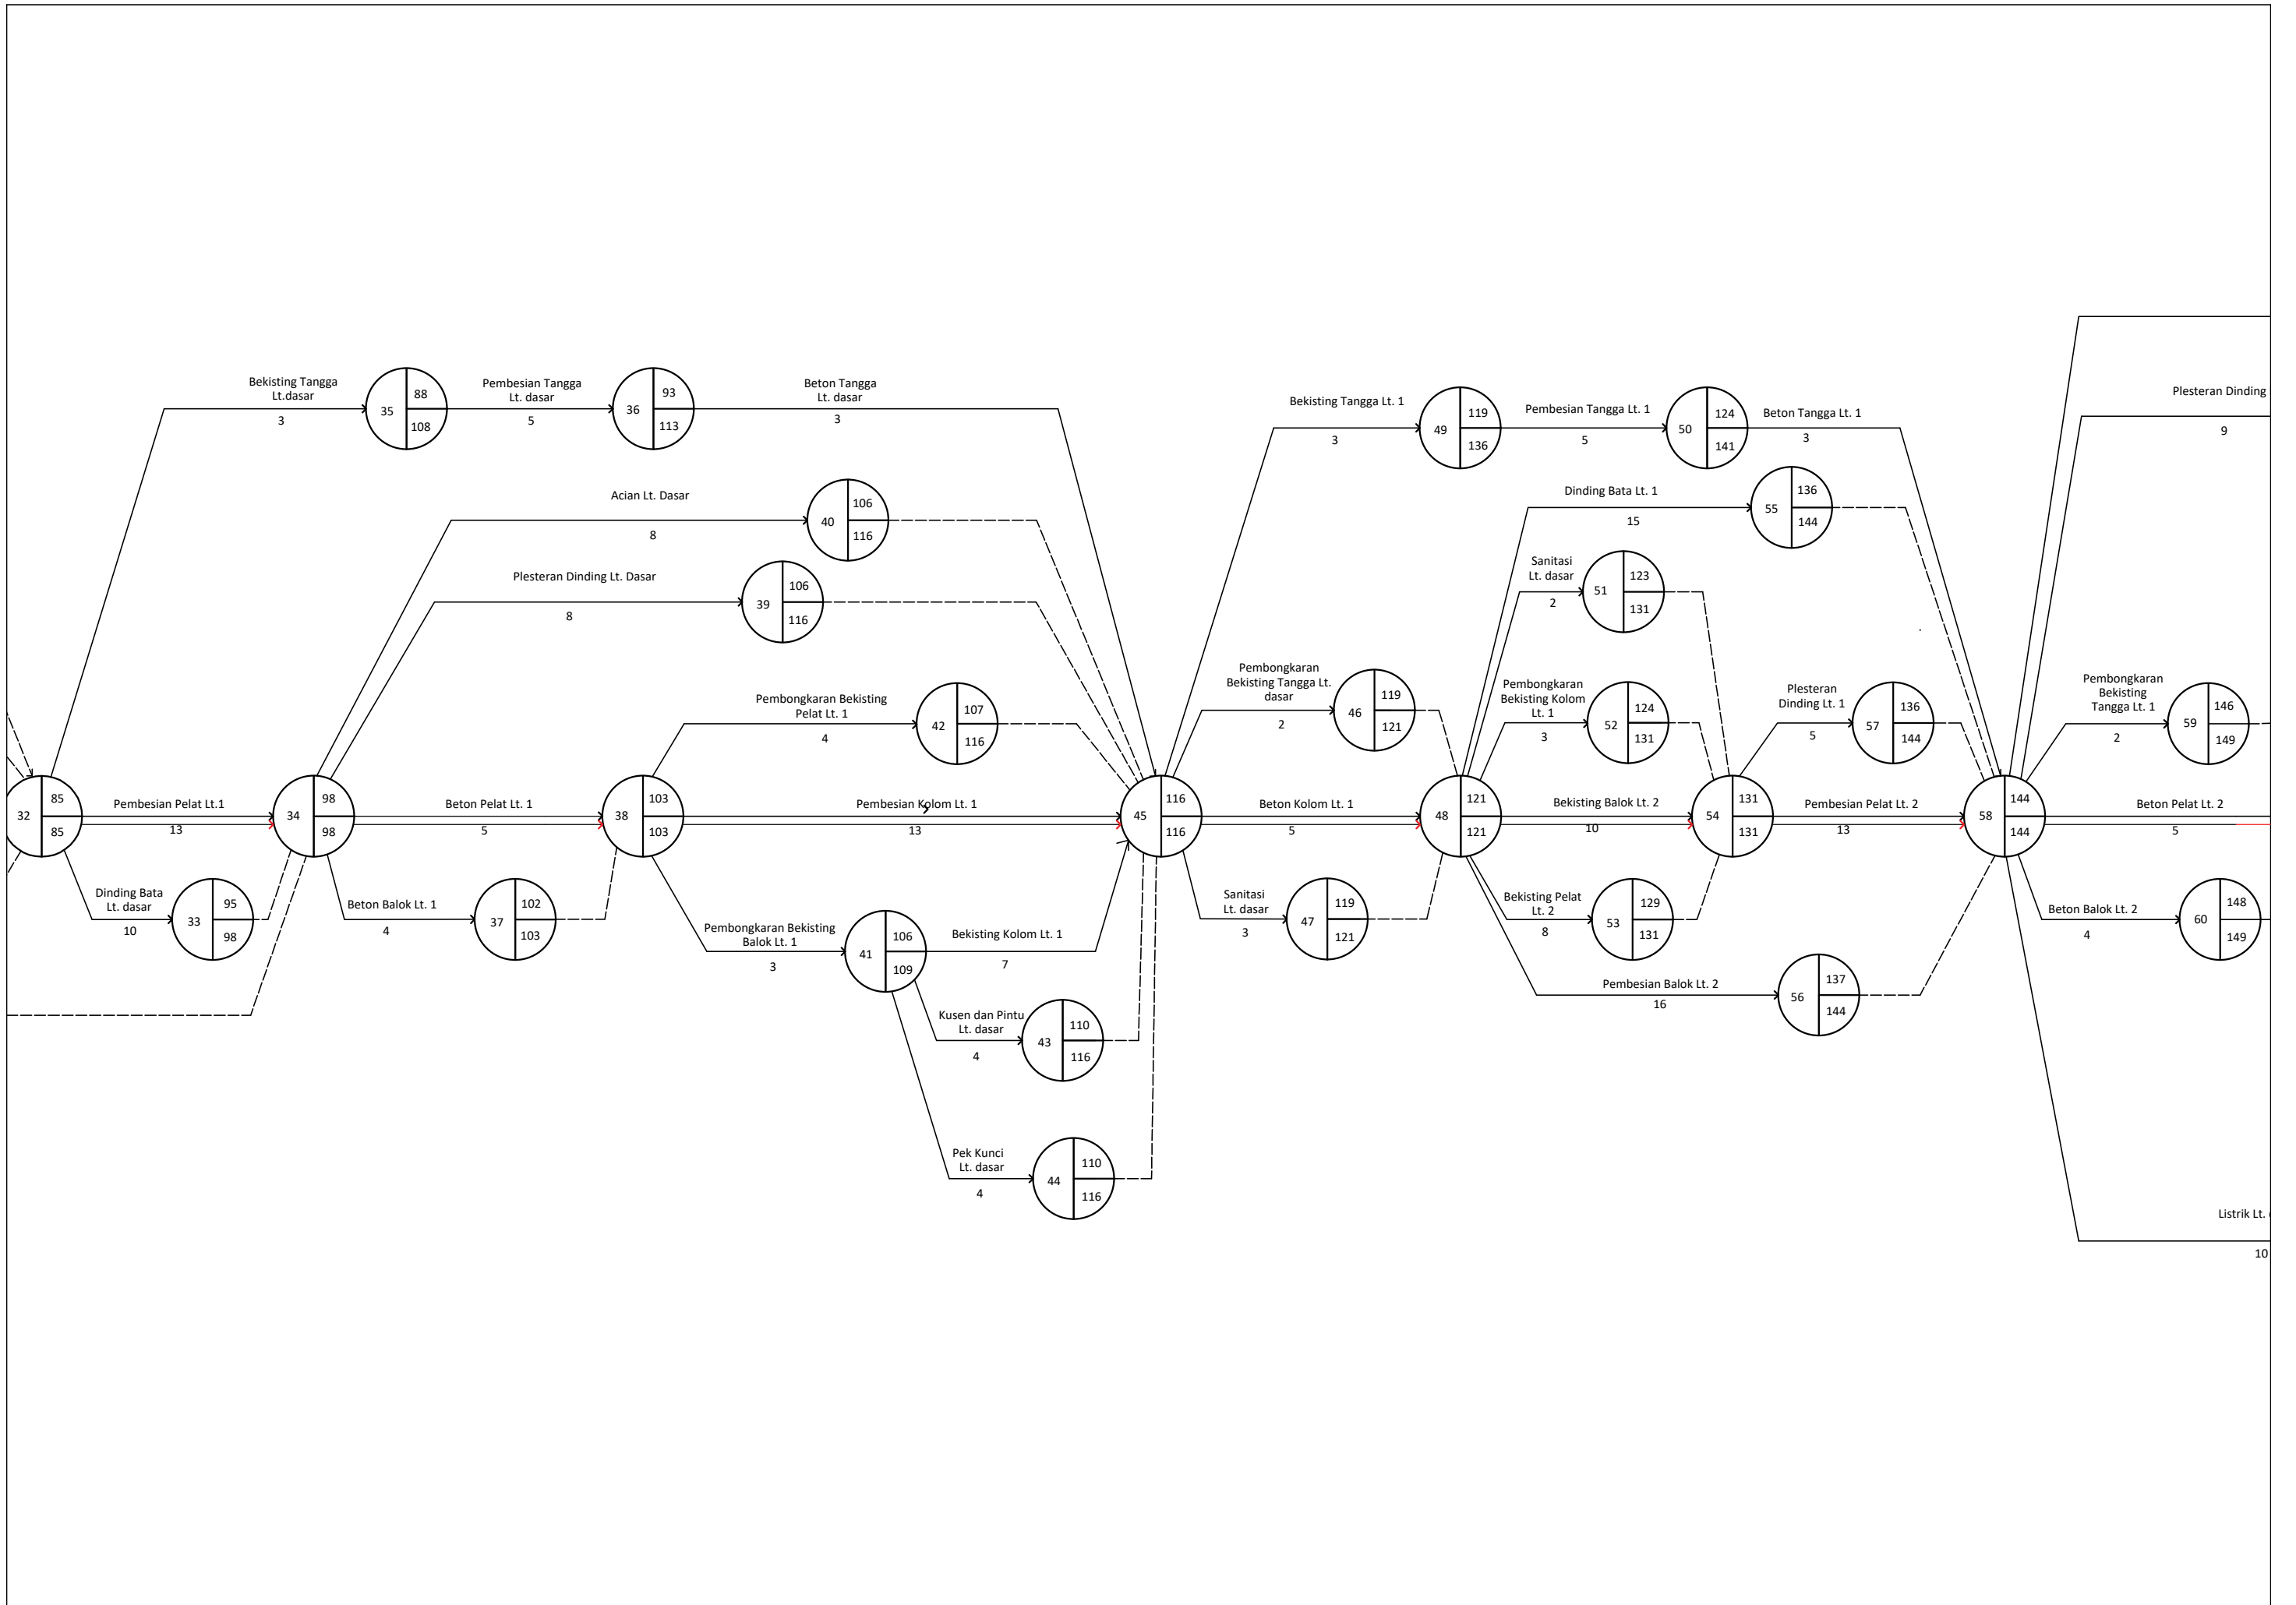 Plesteran Dinding
9
Bekisting Tangga
Lt.dasar
3
35
88
108
Pembesian Tangga
Lt. dasar
5
36
93
113
Beton Tangga
Lt. dasar
3
Bekisting Tangga Lt. 1
3
49
119
136
Pembesian Tangga Lt. 1
5
50
124
141
Beton Tangga Lt. 1
3
Acian Lt. Dasar
8
40
106
116
Dinding Bata Lt. 1
15
55
136
144
Plesteran Dinding Lt. Dasar
8
39
106
116
Sanitasi
Lt. dasar
2
51
123
131
Pembongkaran Bekisting
Pelat Lt. 1
4
42
107
116
Pembongkaran
Bekisting Tangga Lt.
dasar
2
46
119
121
Pembongkaran
Bekisting Kolom
Lt. 1
3
52
124
131
Plesteran
Dinding Lt. 1
5
57
136
144
Pembongkaran
Bekisting
Tangga Lt. 1
2
59
146
149
32
85
85
Pembesian Pelat Lt.1
13
34
98
98
Beton Pelat Lt. 1
5
38
103
103
Pembesian Kolom Lt. 1
13
45
116
116
Beton Kolom Lt. 1
5
48
121
121
Bekisting Balok Lt. 2
10
54
131
131
Pembesian Pelat Lt. 2
13
58
144
144
Beton Pelat Lt. 2
5
Dinding Bata
Lt. dasar
10
33
95
98
Beton Balok Lt. 1
4
37
102
103
Pembongkaran Bekisting
Balok Lt. 1
3
41
106
109
Bekisting Kolom Lt. 1
7
Sanitasi
Lt. dasar
3
47
119
121
Bekisting Pelat
Lt. 2
8
53
129
131
Beton Balok Lt. 2
4
60
148
149
Pembesian Balok Lt. 2
16
56
137
144
Kusen dan Pintu
Lt. dasar
4
43
110
116
Pek Kunci
Lt. dasar
4
44
110
116
Listrik Lt.
10